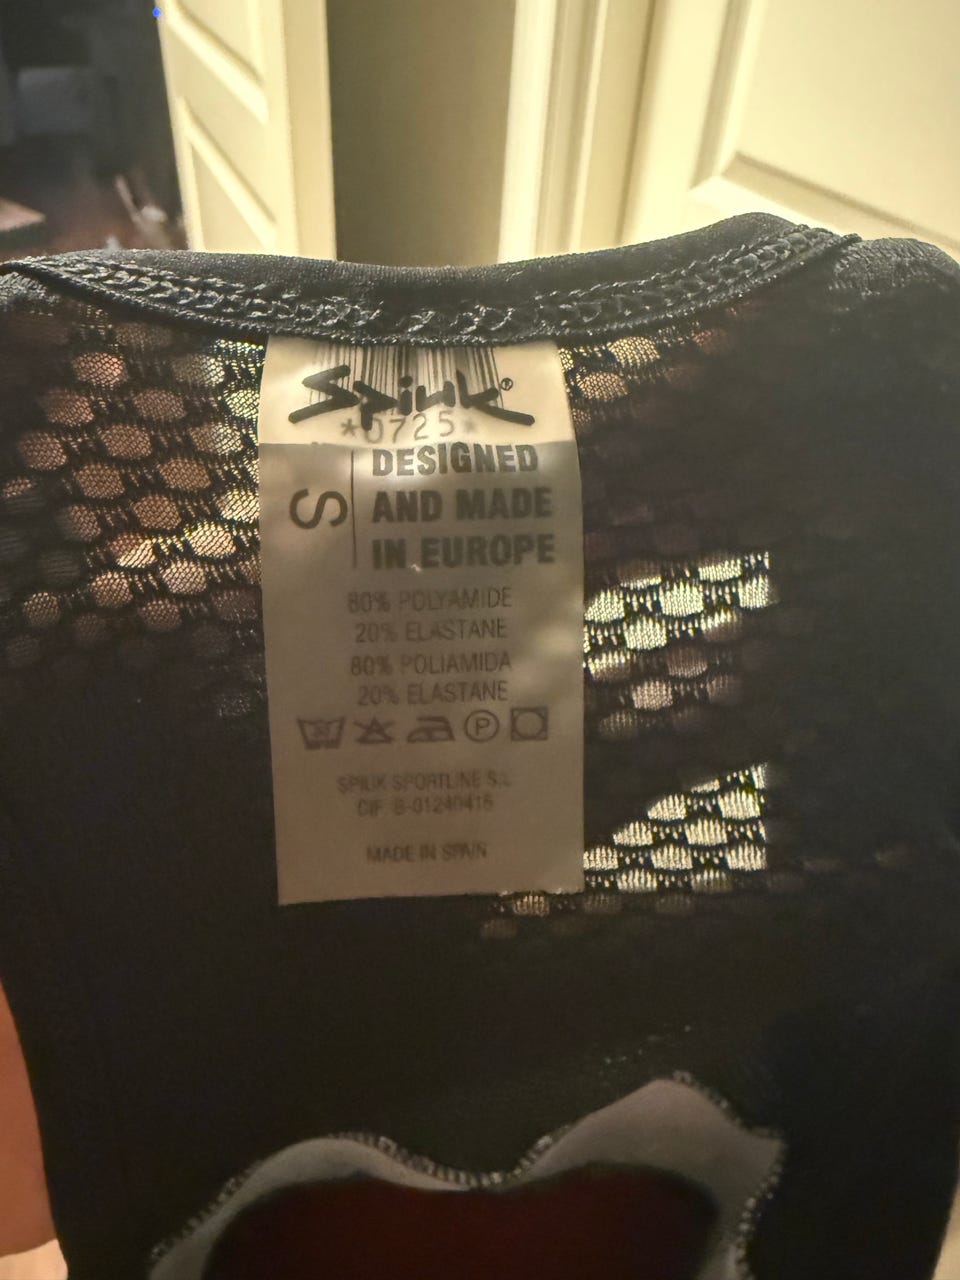 Spiuk®
*0725*
S
DESIGNED
AND MADE
IN EUROPE
80% POLYAMIDE
20% ELASTANE
80% POLIAMIDA
20% ELASTANE
P
SPIUK SPORTLINE S.L
CIF: B-01240415
MADE IN SPAIN